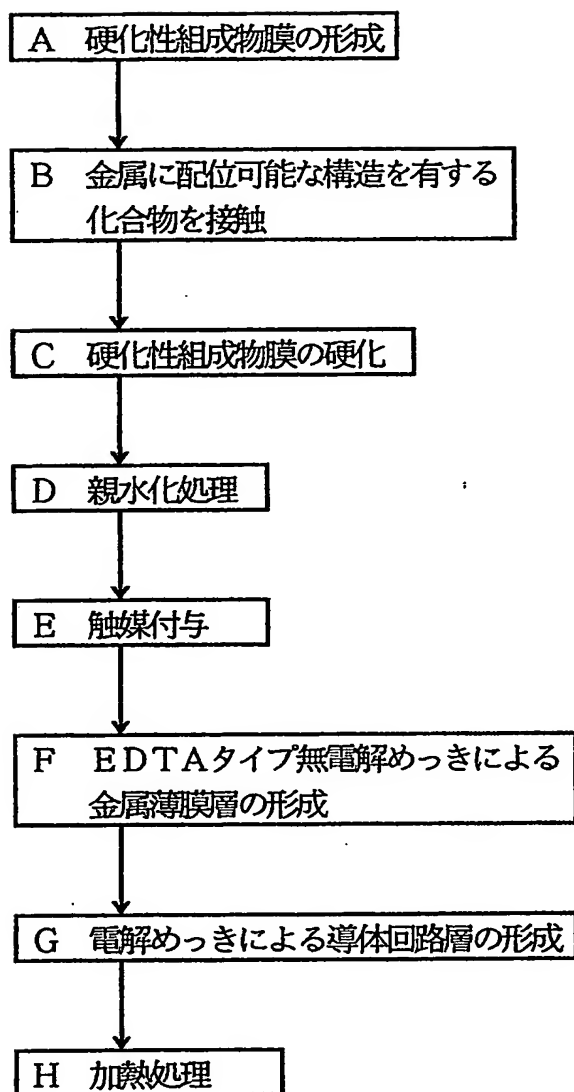 A 硬化性組成物膜の形成
B 金属に配位可能な構造を有する
化合物を接触
C 硬化性組成物膜の硬化
D 親水化処理
E 触媒付与
F EDTAタイプ無電解めっきによる
金属薄膜層の形成
G 電解めっきによる導体回路層の形成
H 加熱処理